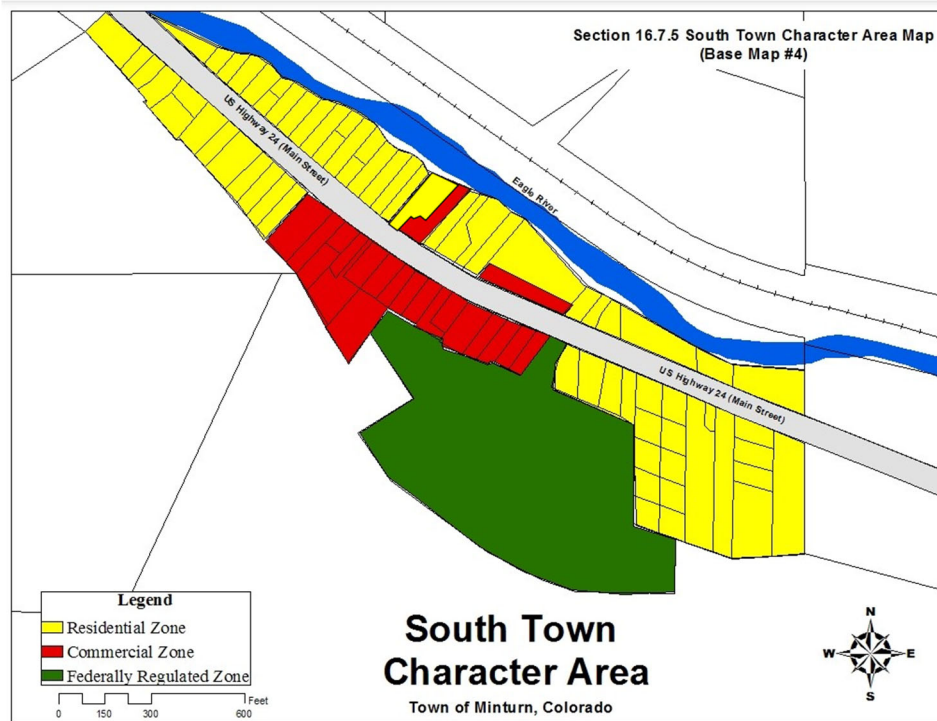 Section 16.7.5 South Town Character Area Map
(Base Map #4)
US Highway 24 (Main Street)
Eagle River
US Highway 24 (Main Street)
Legend
Residential Zone
Commercial Zone
Federally Regulated Zone
Feet
0 150 300 600
South Town
Character Area
Town of Minturn, Colorado
N
W E
S